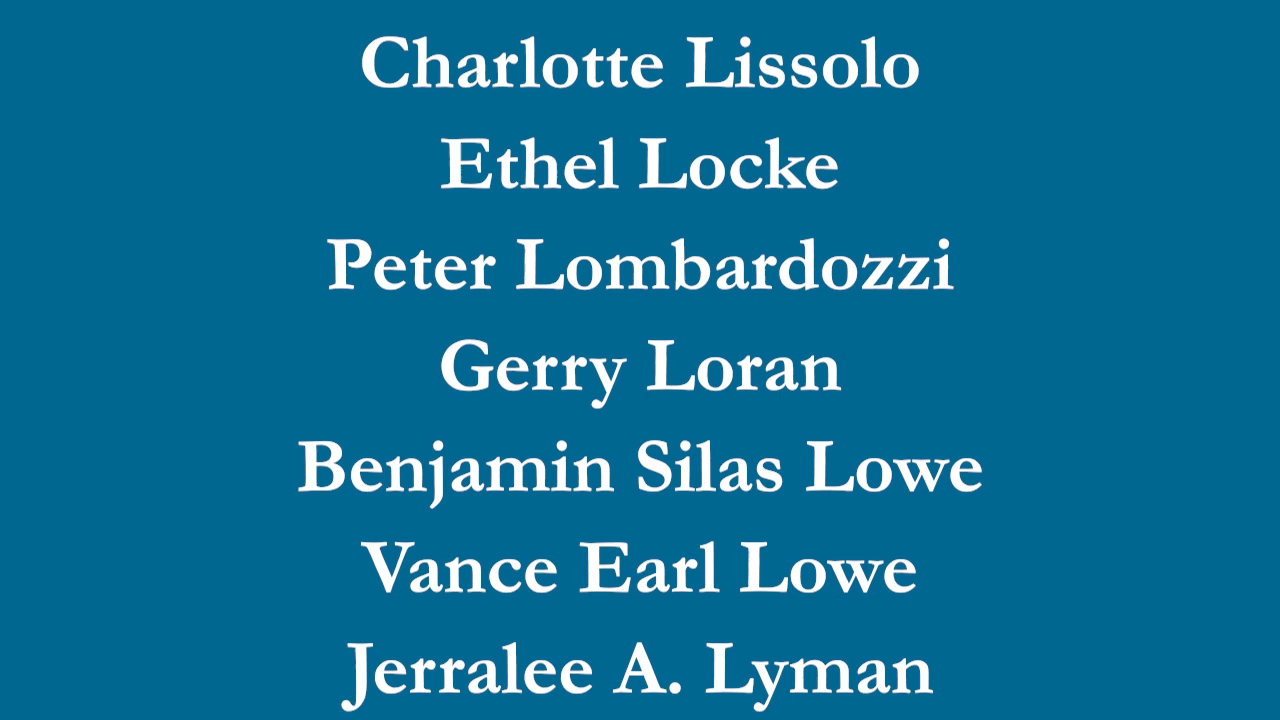 Charlotte Lissolo
Ethel Locke
Peter Lombardozzi
Gerry Loran
Benjamin Silas Lowe
Vance Earl Lowe
Jerralee A. Lyman